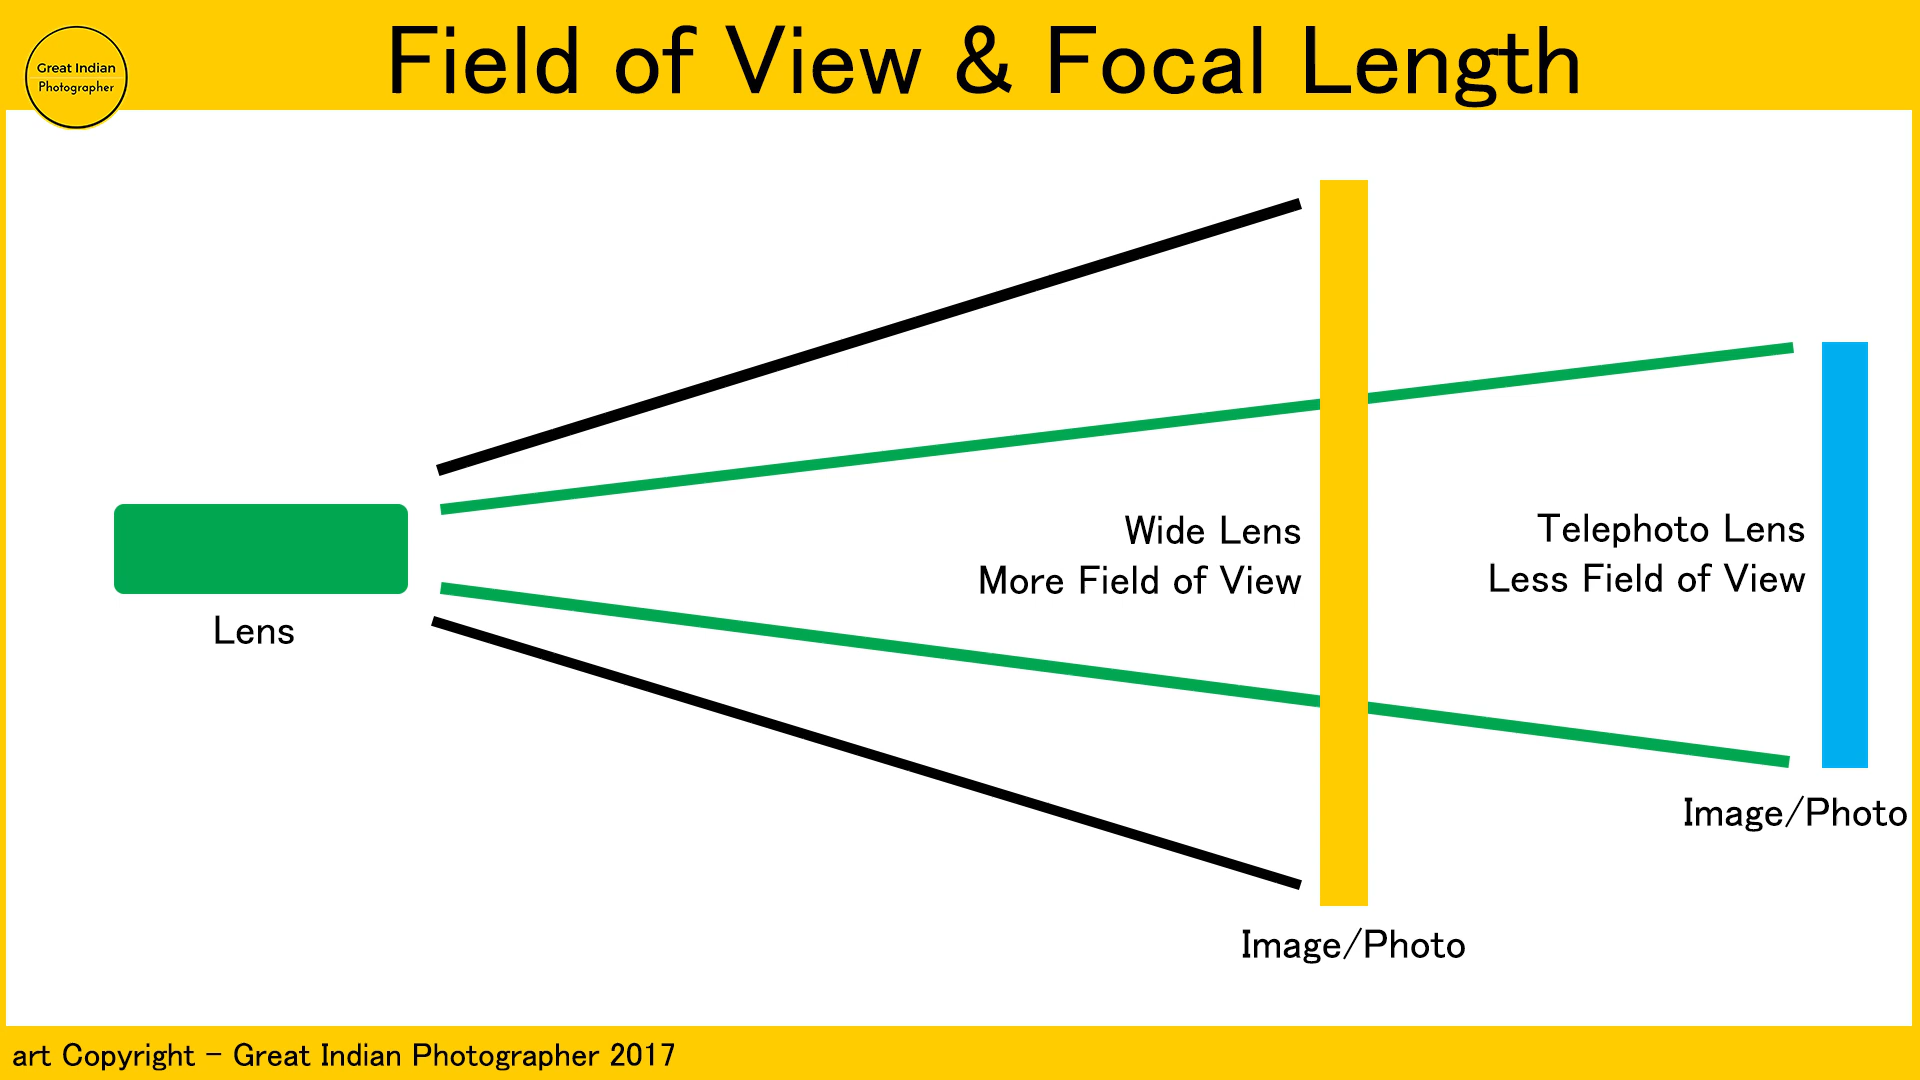 Great Indian
Photographer
Field of View & Focal Length
Wide Lens
More Field of View
Telephoto Lens
Less Field of View
Lens
Image/Photo
Image/Photo
art Copyright - Great Indian Photographer 2017